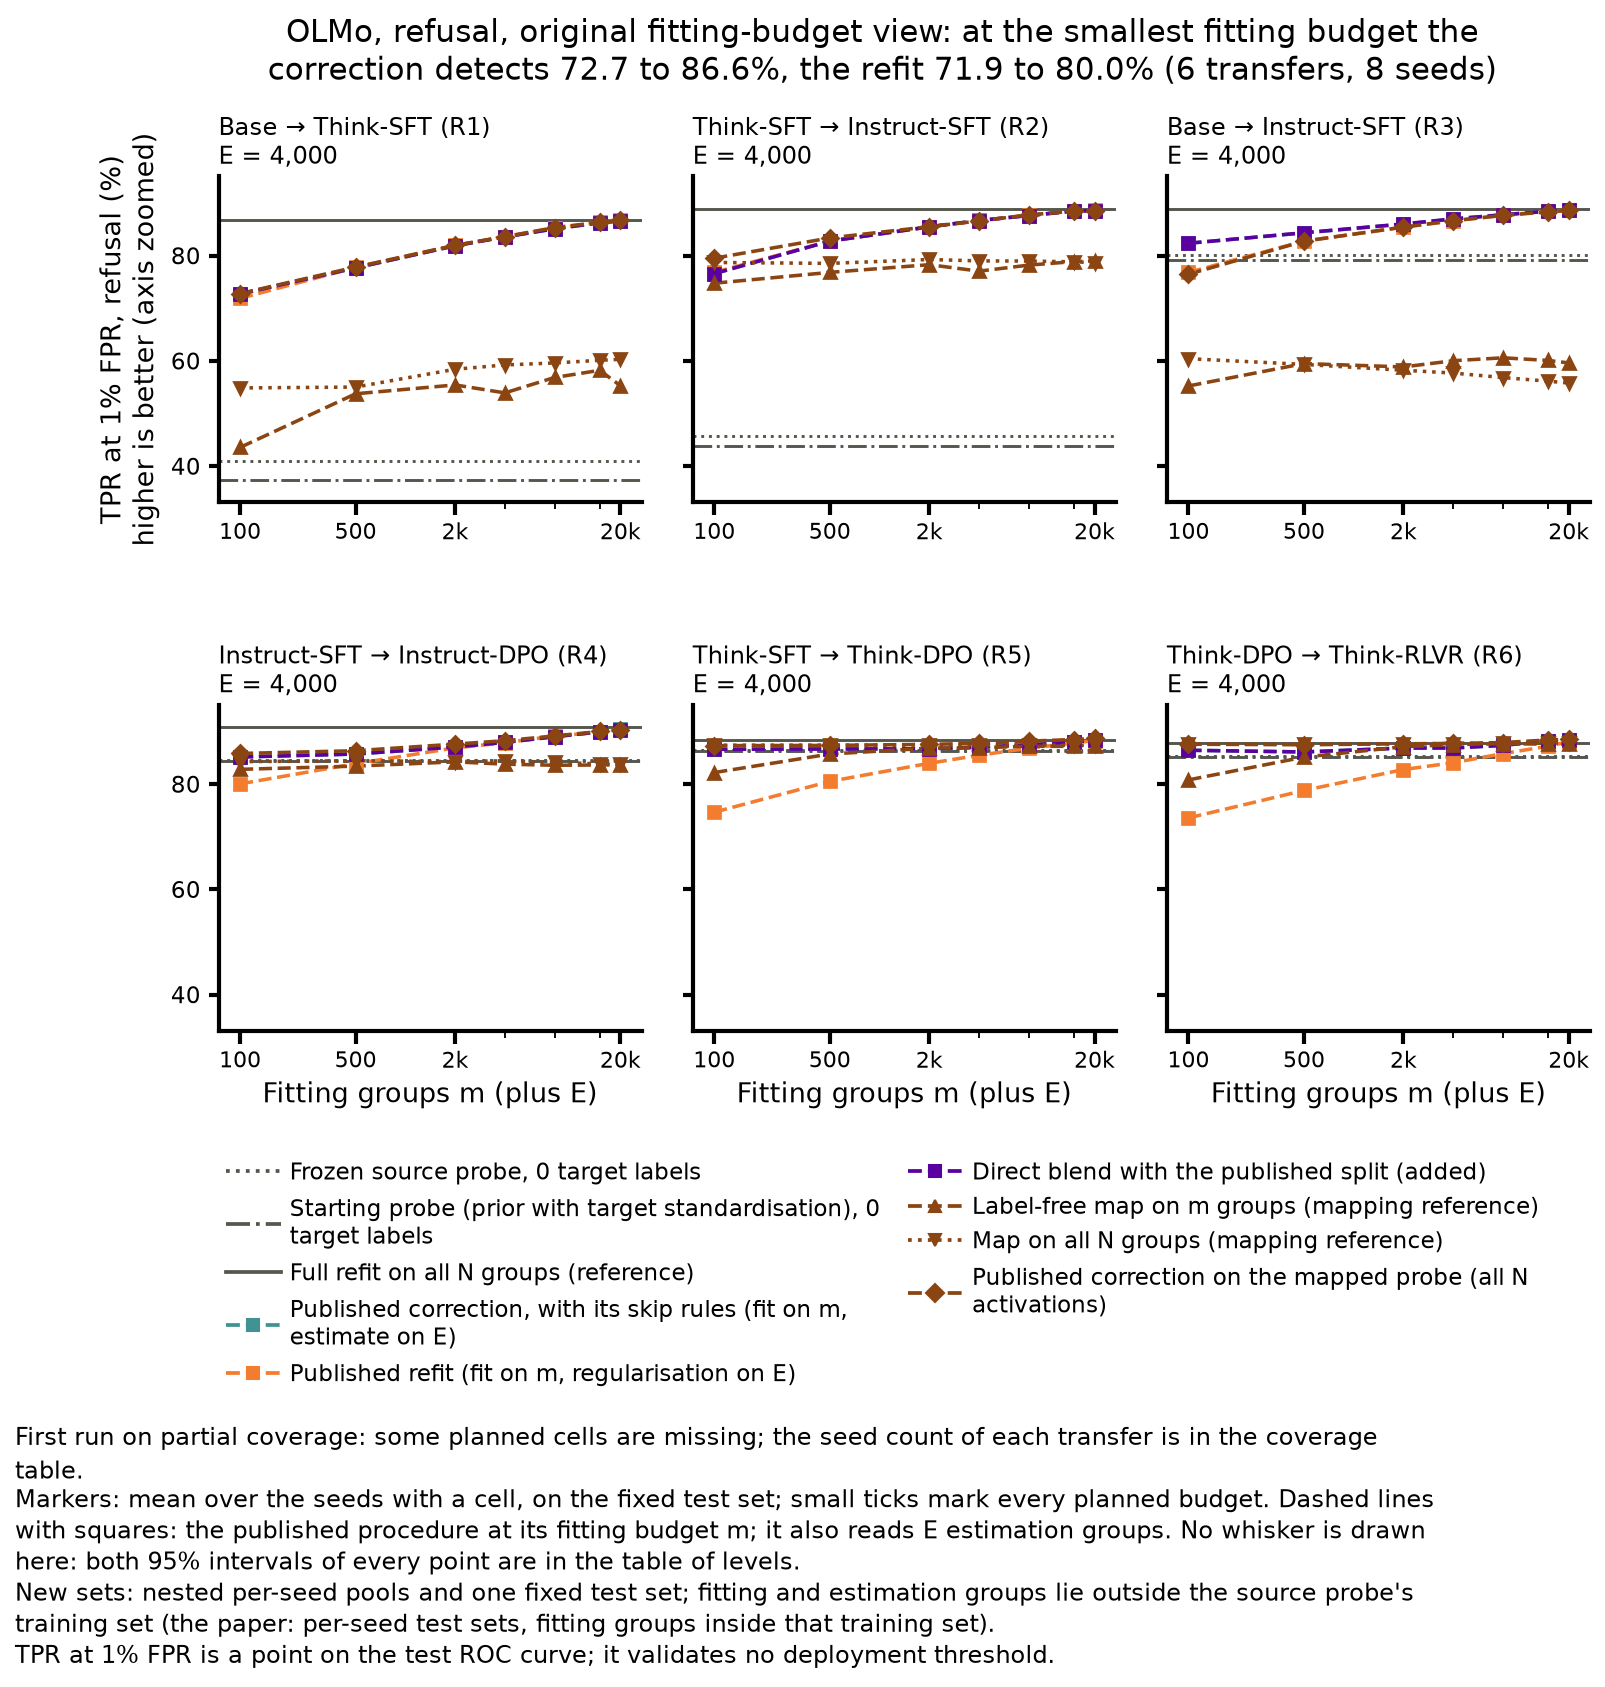 OLMo, refusal, original fitting-budget view: at the smallest fitting budget the
correction detects 72.7 to 86.6%, the refit 71.9 to 80.0% (6 transfers, 8 seeds)
Base → Think-SFT (R1)
E = 4,000
Think-SFT → Instruct-SFT (R2)
E = 4,000
Base → Instruct-SFT (R3)
E = 4,000
TPR at 1% FPR, refusal (%)
higher is better (axis zoomed)
80
60
40
100 500 2k 20k
100 500 2k 20k
100 500 2k 20k
Instruct-SFT → Instruct-DPO (R4)
E = 4,000
Think-SFT → Think-DPO (R5)
E = 4,000
Think-DPO → Think-RLVR (R6)
E = 4,000
80
60
40
100 500 2k 20k
100 500 2k 20k
100 500 2k 20k
Fitting groups m (plus E)
Fitting groups m (plus E)
Fitting groups m (plus E)
Frozen source probe, 0 target labels
Starting probe (prior with target standardisation), 0
target labels
Full refit on all N groups (reference)
Published correction, with its skip rules (fit on m,
estimate on E)
Published refit (fit on m, regularisation on E)
Direct blend with the published split (added)
Label-free map on m groups (mapping reference)
Map on all N groups (mapping reference)
Published correction on the mapped probe (all N
activations)
First run on partial coverage: some planned cells are missing; the seed count of each transfer is in the coverage
table.
Markers: mean over the seeds with a cell, on the fixed test set; small ticks mark every planned budget. Dashed lines
with squares: the published procedure at its fitting budget m; it also reads E estimation groups. No whisker is drawn
here: both 95% intervals of every point are in the table of levels.
New sets: nested per-seed pools and one fixed test set; fitting and estimation groups lie outside the source probe's
training set (the paper: per-seed test sets, fitting groups inside that training set).
TPR at 1% FPR is a point on the test ROC curve; it validates no deployment threshold.